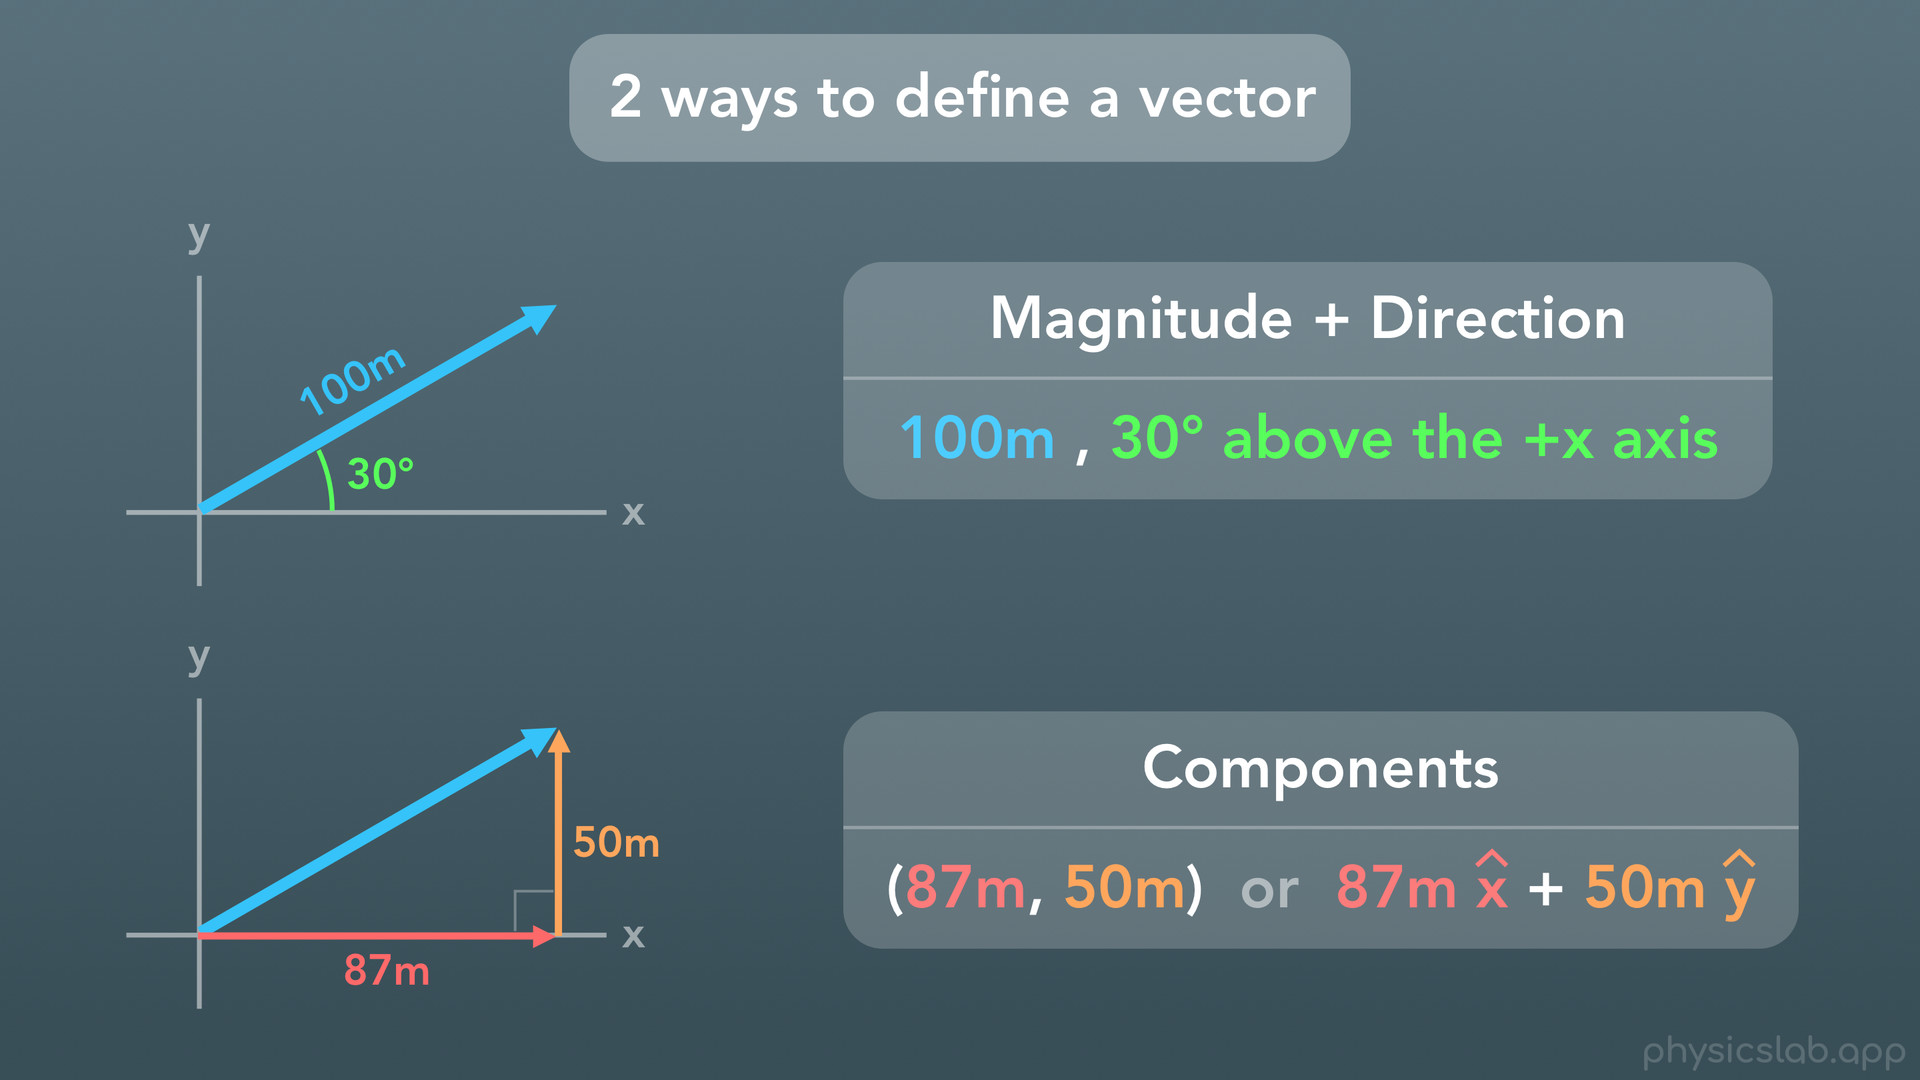 2 ways to define a vector
y
100m
30°
x
Magnitude + Direction
100m , 30° above the +x axis
y
50m
x
87m
Components
(87m, 50m) or 87m x̂ + 50m ŷ
physicslab.app